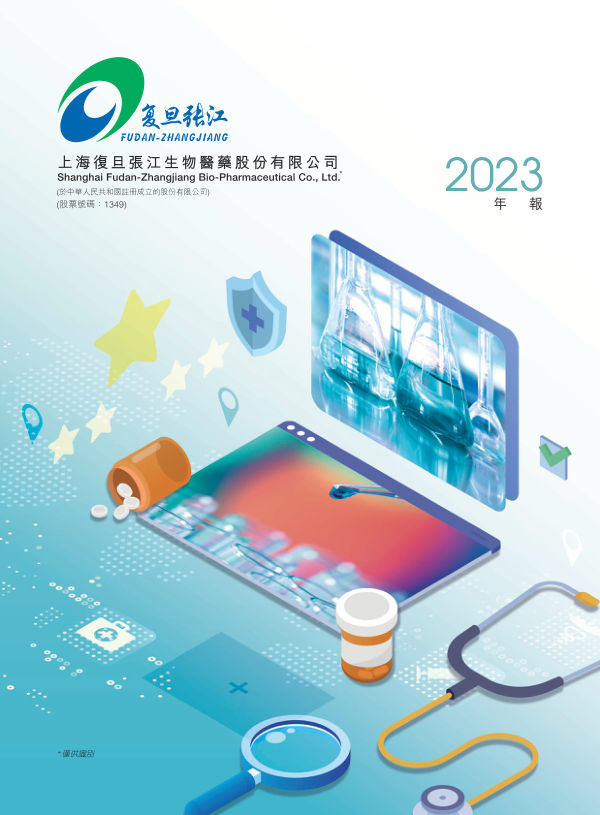 复旦张江
FUDAN-ZHANGJIANG
上海復旦張江生物醫藥股份有限公司
Shanghai Fudan-Zhangjiang Bio-Pharmaceutical Co., Ltd.*
(於中華人民共和國註冊成立的股份有限公司)
(股票號碼：1349)
2023
年 報
* 僅供識別